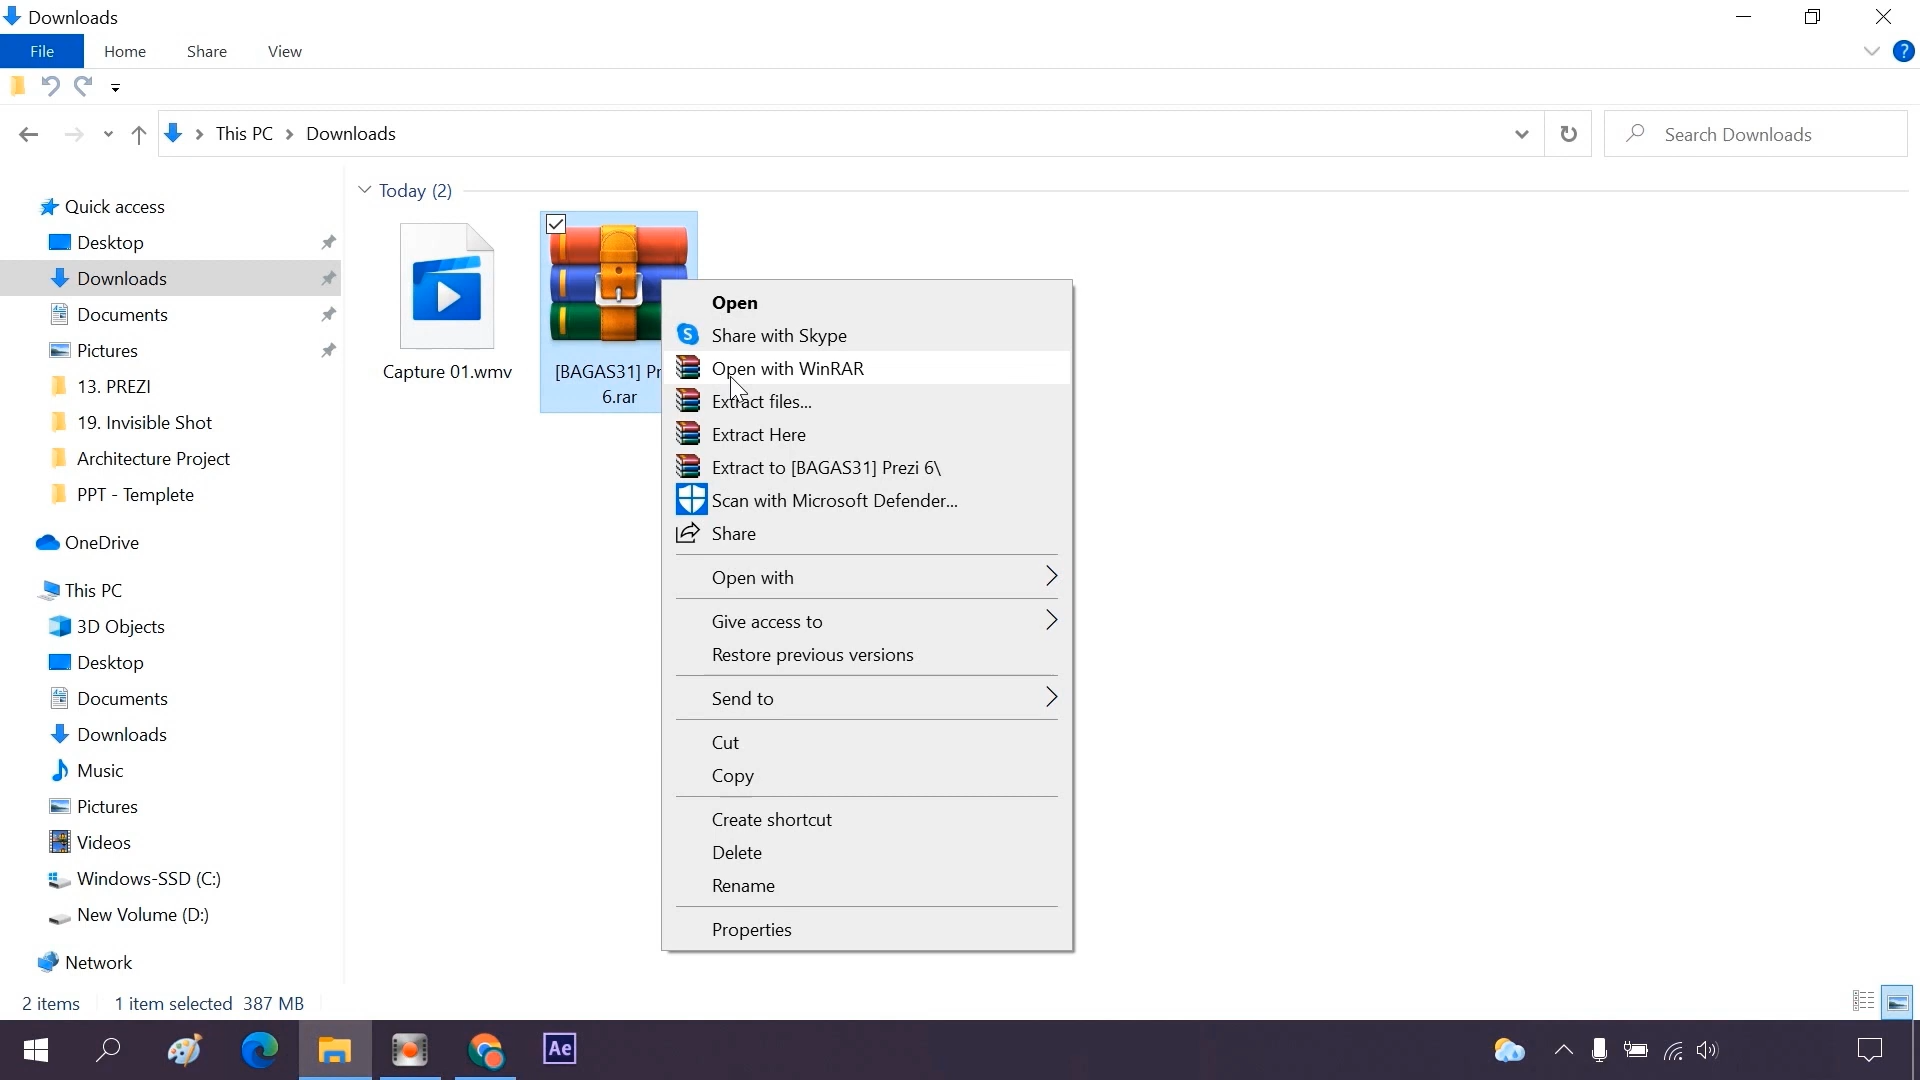 Downloads
File Home Share View
This PC > Downloads
Search Downloads
Quick access
Desktop
Downloads
Documents
Pictures
13. PREZI
19. Invisible Shot
Architecture Project
PPT - Templete
OneDrive
This PC
3D Objects
Desktop
Documents
Downloads
Music
Pictures
Videos
Windows-SSD (C:)
New Volume (D:)
Network
Today (2)
Capture 01.wmv
[BAGAS31] Pr
6.rar
Open
Share with Skype
Open with WinRAR
Extract files...
Extract Here
Extract to [BAGAS31] Prezi 6\
Scan with Microsoft Defender...
Share
Open with
Give access to
Restore previous versions
Send to
Cut
Copy
Create shortcut
Delete
Rename
Properties
2 items 1 item selected 387 MB
Ae